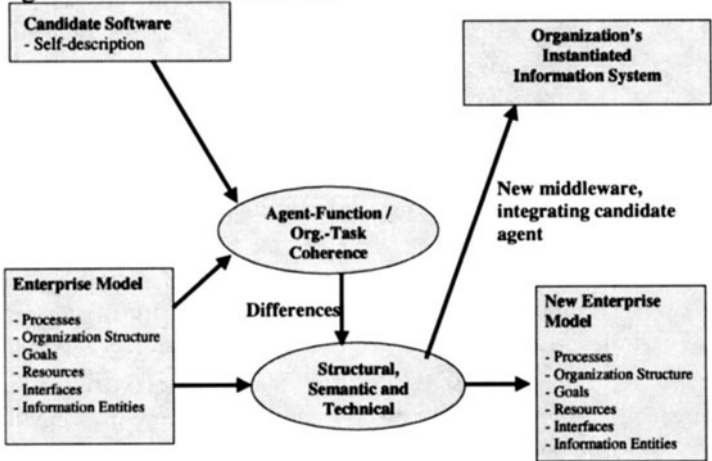 Candidate Software
- Self-description
Organization's
Instantiated
Information System
New middleware,
integrating candidate
agent
Agent-Function /
Org.-Task
Coherence
Differences
Enterprise Model
- Processes
- Organization Structure
- Goals
- Resources
- Interfaces
- Information Entities
Structural,
Semantic and
Technical
New Enterprise
Model
- Processes
- Organization Structure
- Goals
- Resources
- Interfaces
- Information Entities